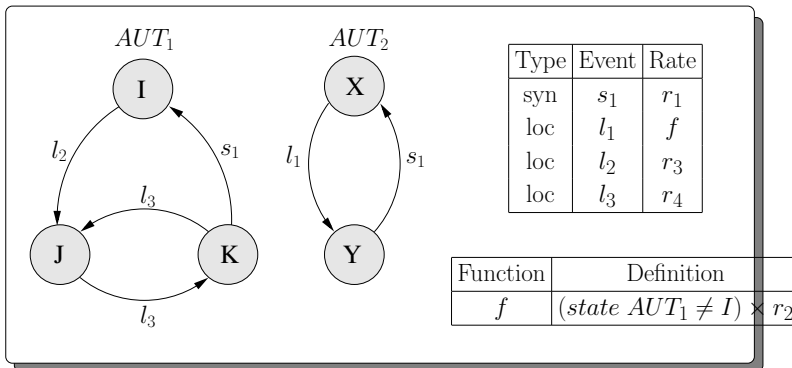 AUT₁ AUT₂
I X
l₂ s₁ l₁ s₁
l₃
J K Y
l₃
Type Event Rate
syn s₁ r₁
loc l₁ f
loc l₂ r₃
loc l₃ r₄
Function Definition
f (state AUT₁ ≠ I) × r₂